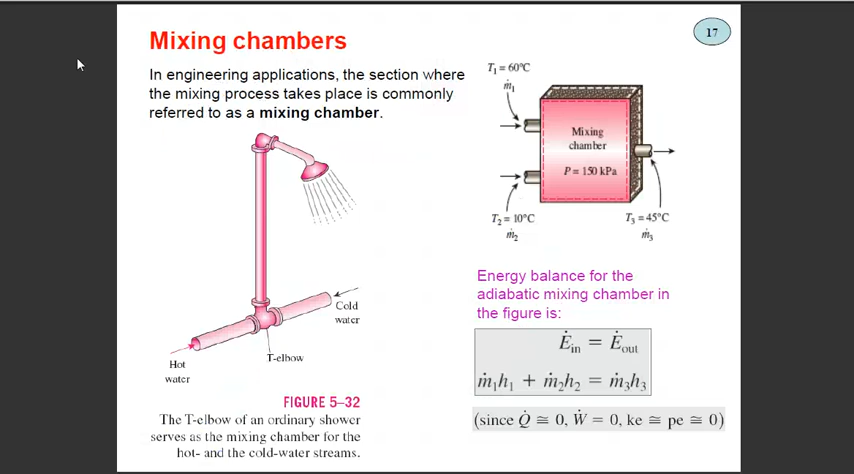 17
Mixing chambers
In engineering applications, the section where
the mixing process takes place is commonly
referred to as a mixing chamber.
T₁ = 60°C
ṁ₁
Mixing
chamber
P = 150 kPa
T₂ = 10°C
ṁ₂
T₃ = 45°C
ṁ₃
Cold
water
T-elbow
Hot
water
FIGURE 5–32
The T-elbow of an ordinary shower
serves as the mixing chamber for the
hot- and the cold-water streams.
Energy balance for the
adiabatic mixing chamber in
the figure is:
Ėin = Ėout
ṁ₁h₁ + ṁ₂h₂ = ṁ₃h₃
(since Q̇ ≅ 0, Ẇ = 0, ke ≅ pe ≅ 0)